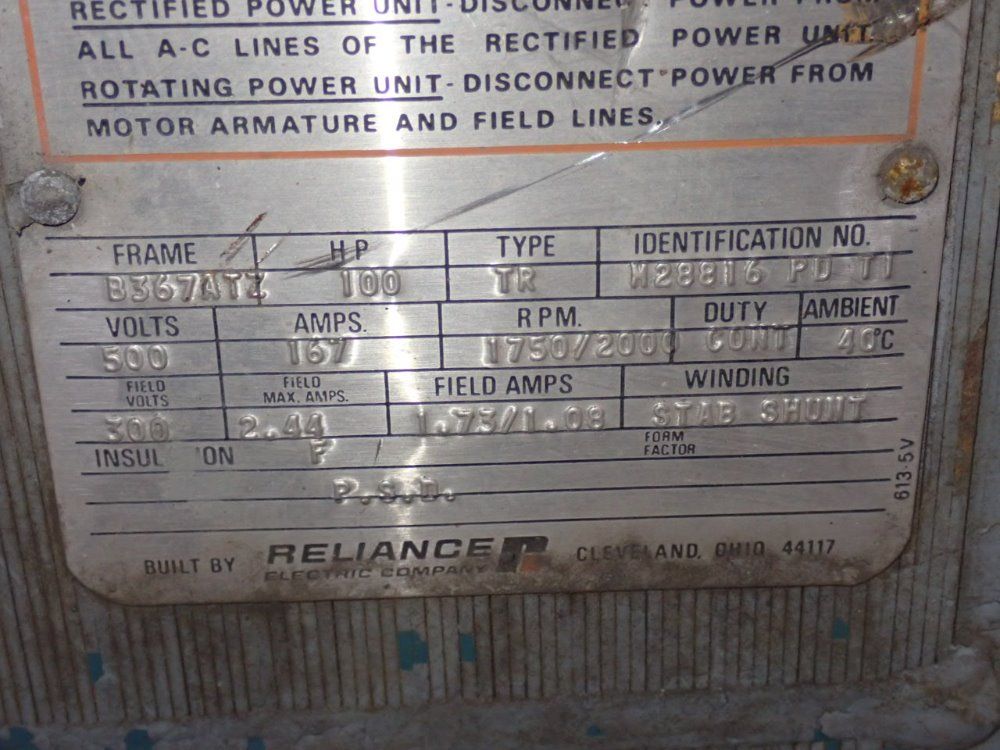 RECTIFIED POWER UNIT-DISCONNECT POWER FROM
ALL A-C LINES OF THE RECTIFIED POWER UNIT.
ROTATING POWER UNIT-DISCONNECT POWER FROM
MOTOR ARMATURE AND FIELD LINES.
FRAME HP TYPE IDENTIFICATION NO.
100 TR
VOLTS AMPS. RPM. DUTY AMBIENT
500 167 1750/2000 CONT 40°C
FIELD VOLTS FIELD MAX. AMPS. FIELD AMPS WINDING
300 2.44 1.73/1.08 STAB SHUNT
INSUL ON F FORM FACTOR
613-5V
BUILT BY RELIANCE ELECTRIC COMPANY CLEVELAND, OHIO 44117